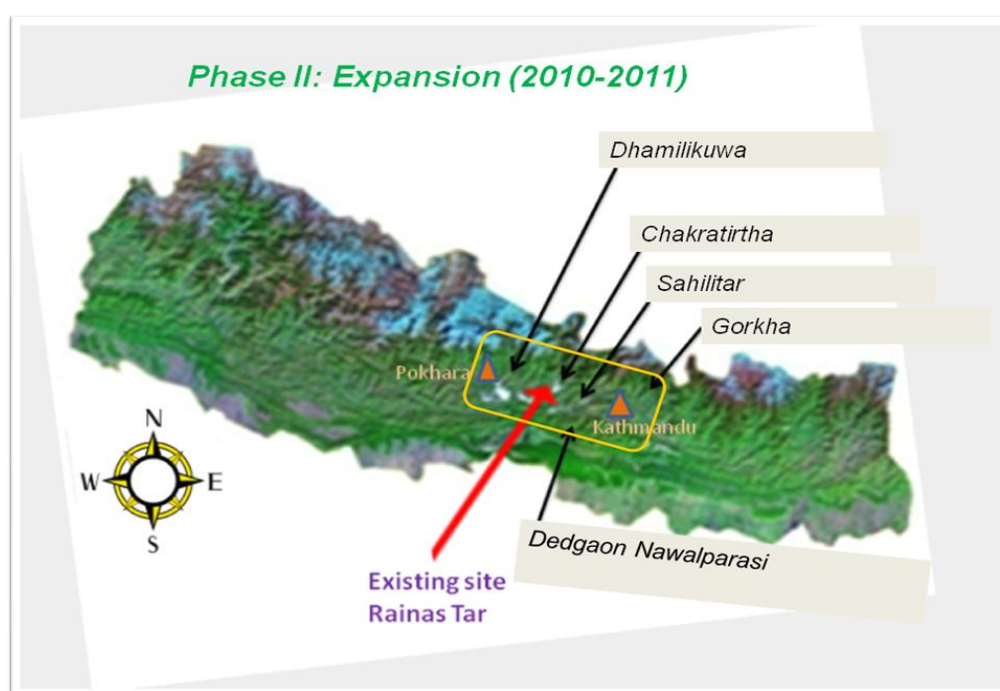 Phase II: Expansion (2010-2011)
Dhamilikuwa
Chakratirtha
Sahilitar
Gorkha
Pokhara
Kathmandu
N
W
E
S
Dedgaon Nawalparasi
Existing site
Rainas Tar